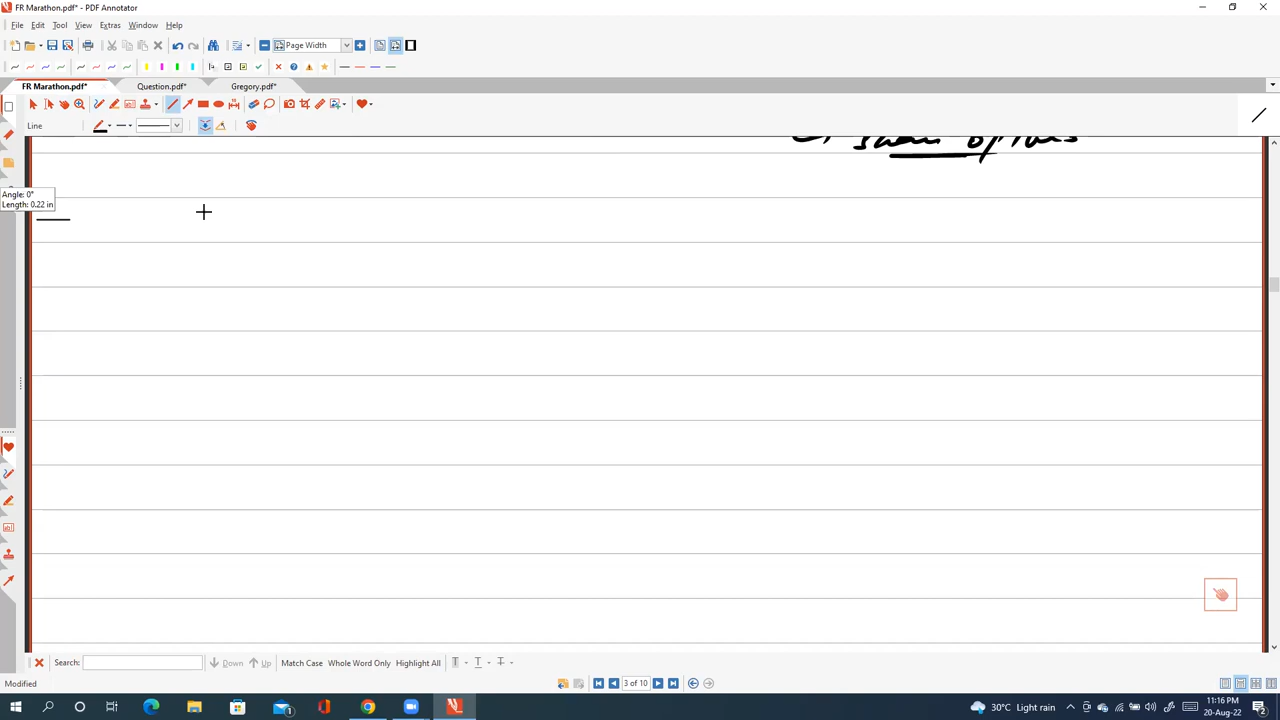 FR Marathon.pdf* - PDF Annotator
File Edit Tool View Extras Window Help
Page Width
FR Marathon.pdf* Question.pdf* Gregory.pdf*
Line
Angle: 0°
Length: 0.22 in
Search: Down Up Match Case Whole Word Only Highlight All T T T
Modified 3 of 10
30°C Light rain 11:16 PM
20-Aug-22 2